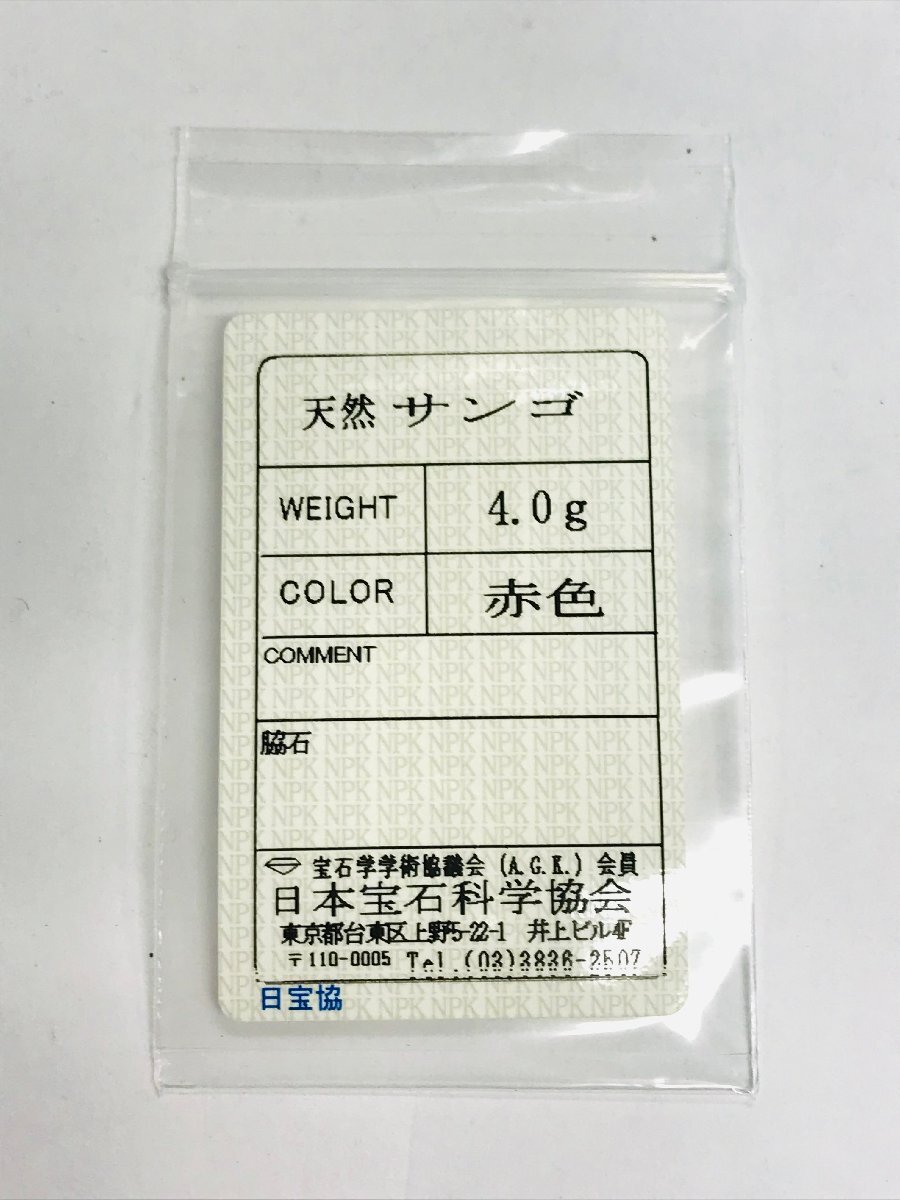 天然 サンゴ
WEIGHT 4.0g
COLOR 赤色
COMMENT
脇石
宝石学学術協議会 (A.G.K.) 会員
日本宝石科学協会
東京都台東区上野5-22-1 井上ビル4F
〒110-0005 Tel.(03)3836-2507
日宝協